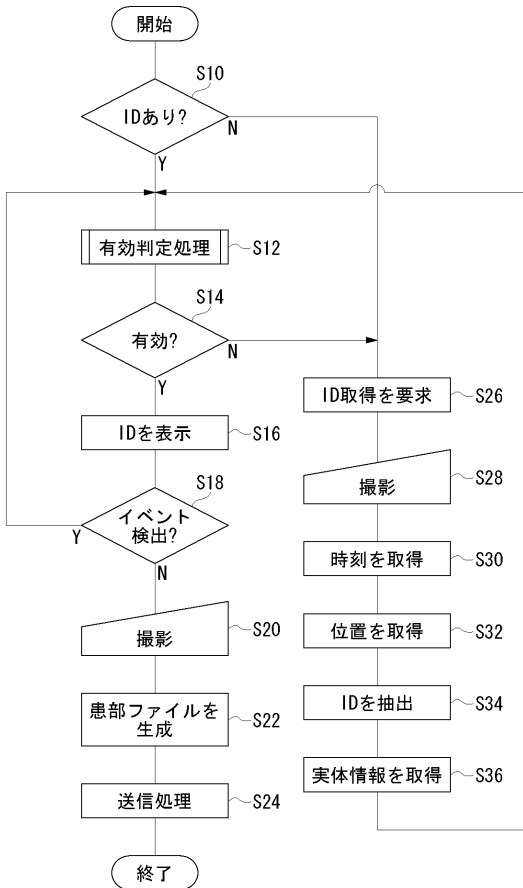 開始
S10
IDあり?
N
Y
有効判定処理
S12
S14
有効?
N
Y
IDを表示
S16
S18
イベント
検出?
Y
N
撮影
S20
患部ファイルを
生成
S22
送信処理
S24
終了
ID取得を要求
S26
撮影
S28
時刻を取得
S30
位置を取得
S32
IDを抽出
S34
実体情報を取得
S36